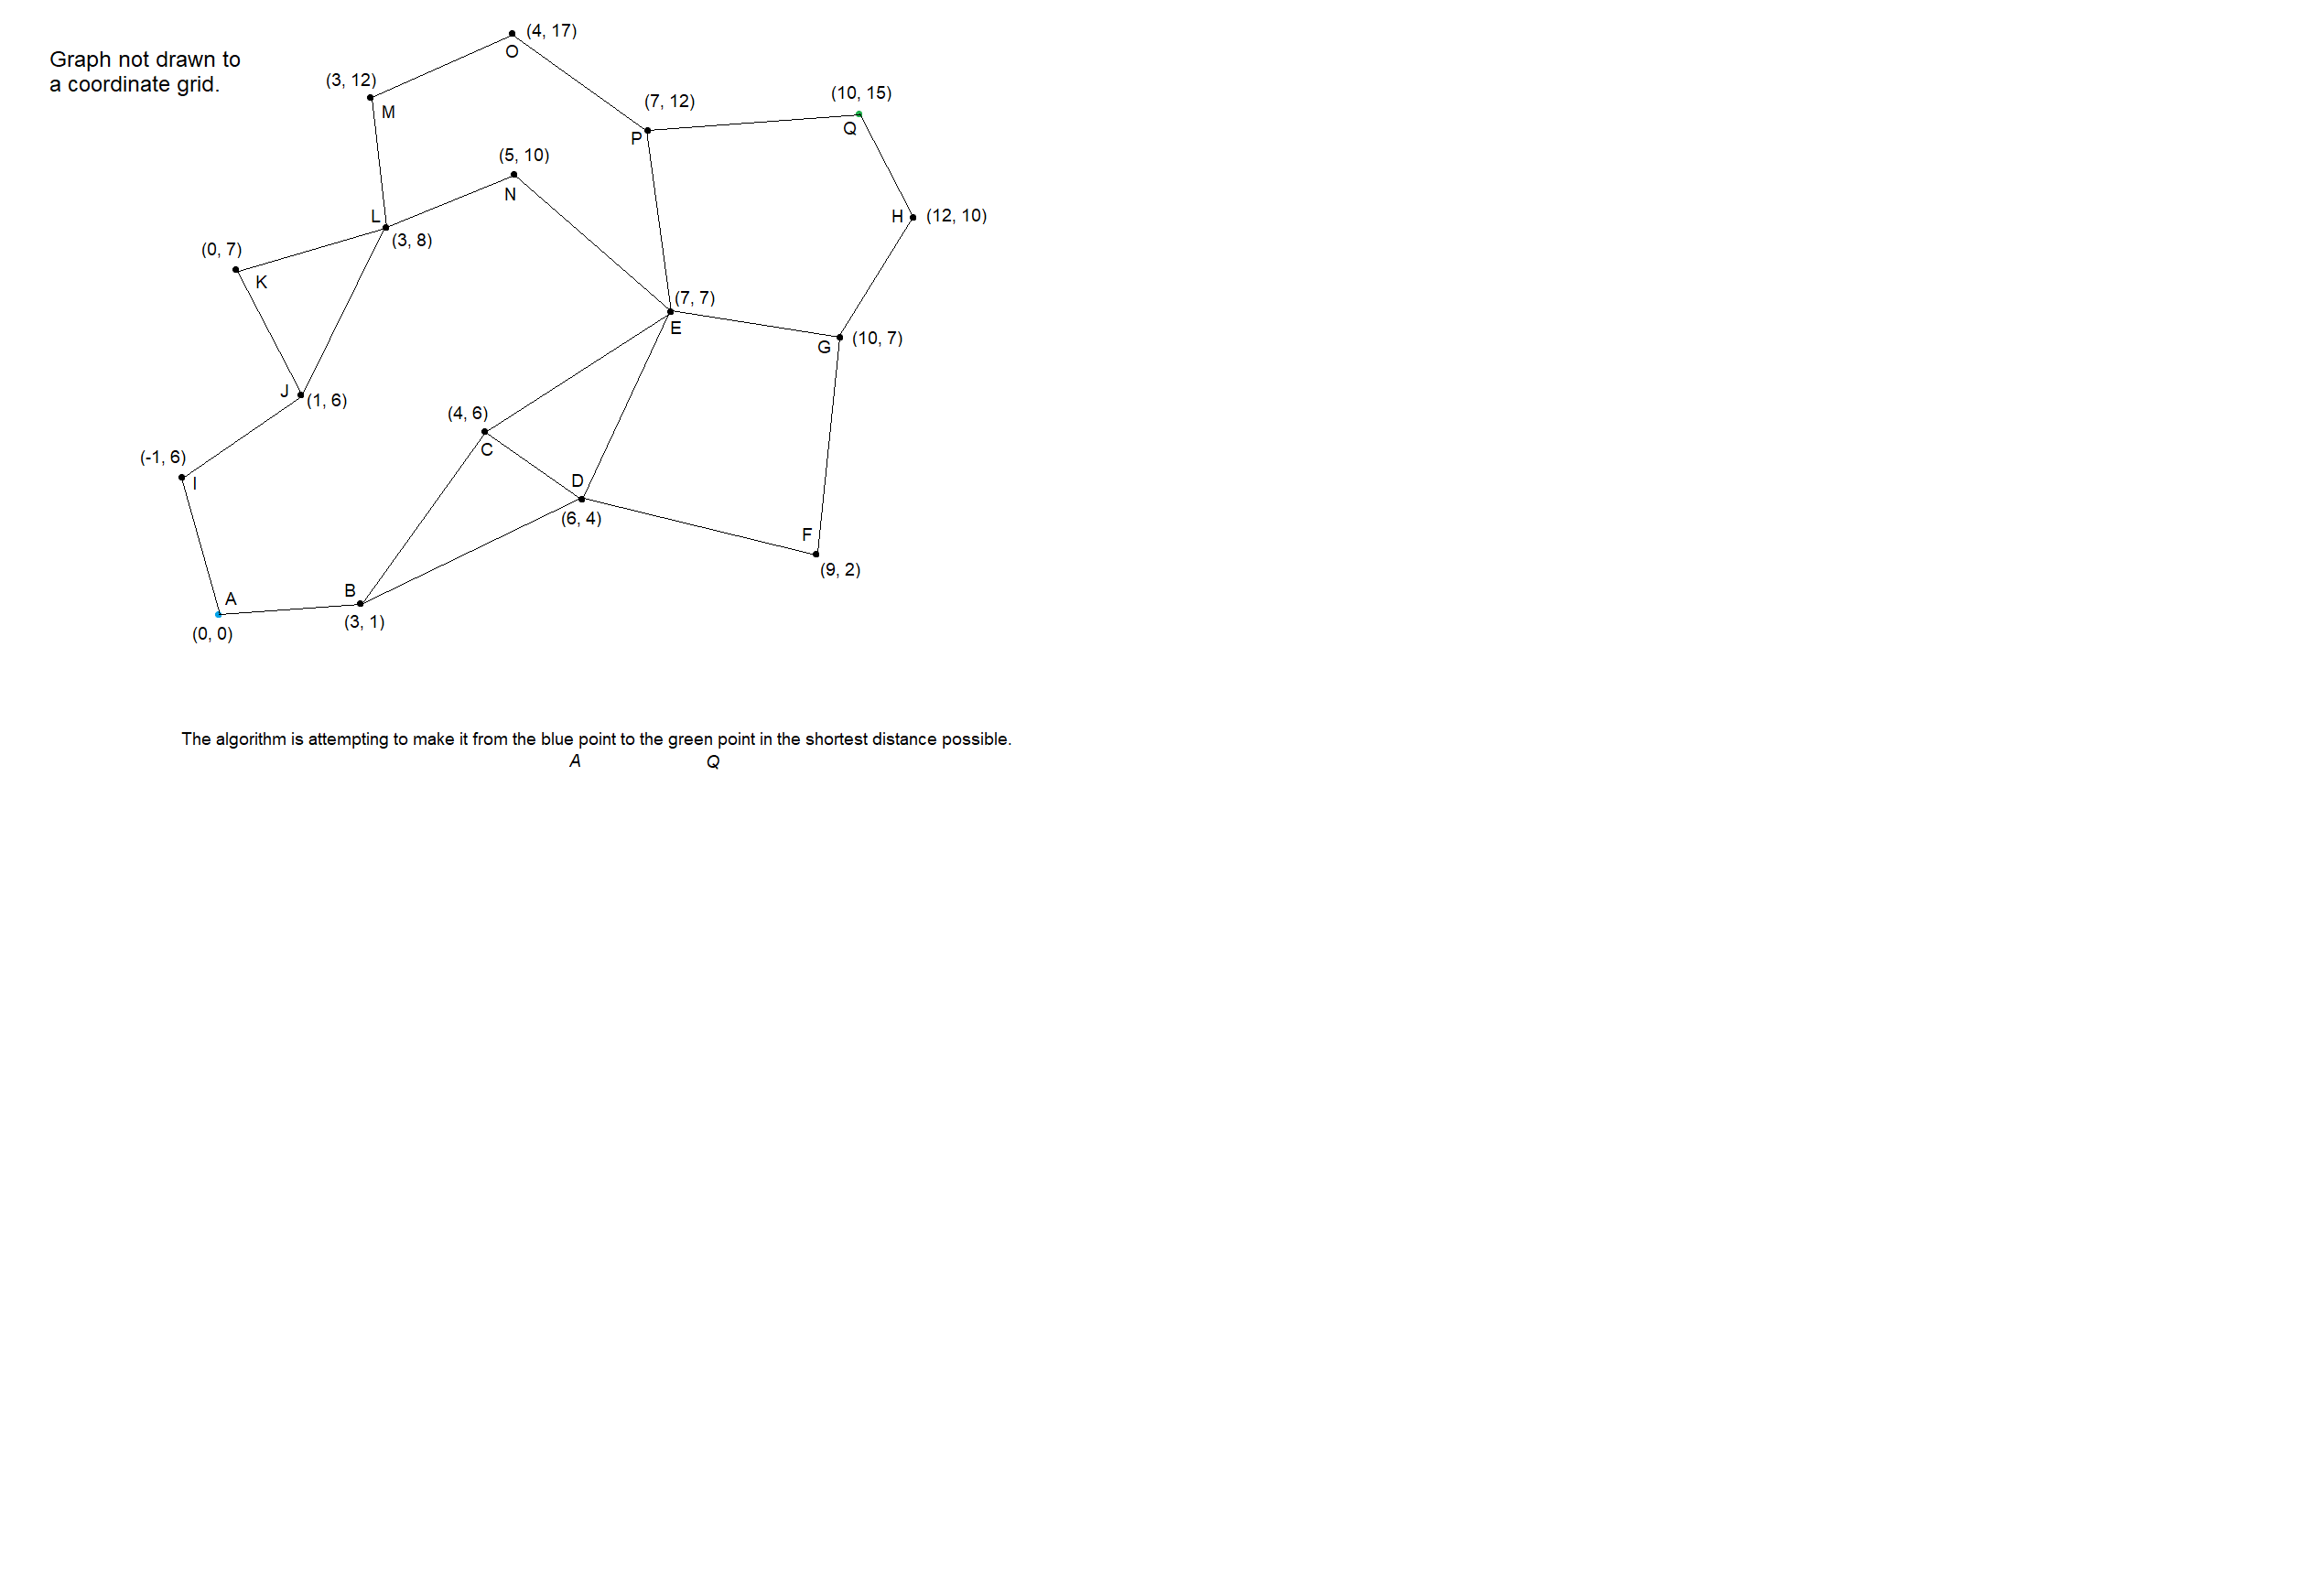 (4, 17)
O
Graph not drawn to
a coordinate grid.
(3, 12)
M
(7, 12)
P
(10, 15)
Q
(5, 10)
N
L
(3, 8)
H (12, 10)
(0, 7)
K
(7, 7)
E
G (10, 7)
J (1, 6)
(4, 6)
C
(-1, 6)
I
D
(6, 4)
F
(9, 2)
A
(0, 0)
B
(3, 1)
The algorithm is attempting to make it from the blue point to the green point in the shortest distance possible.
A Q